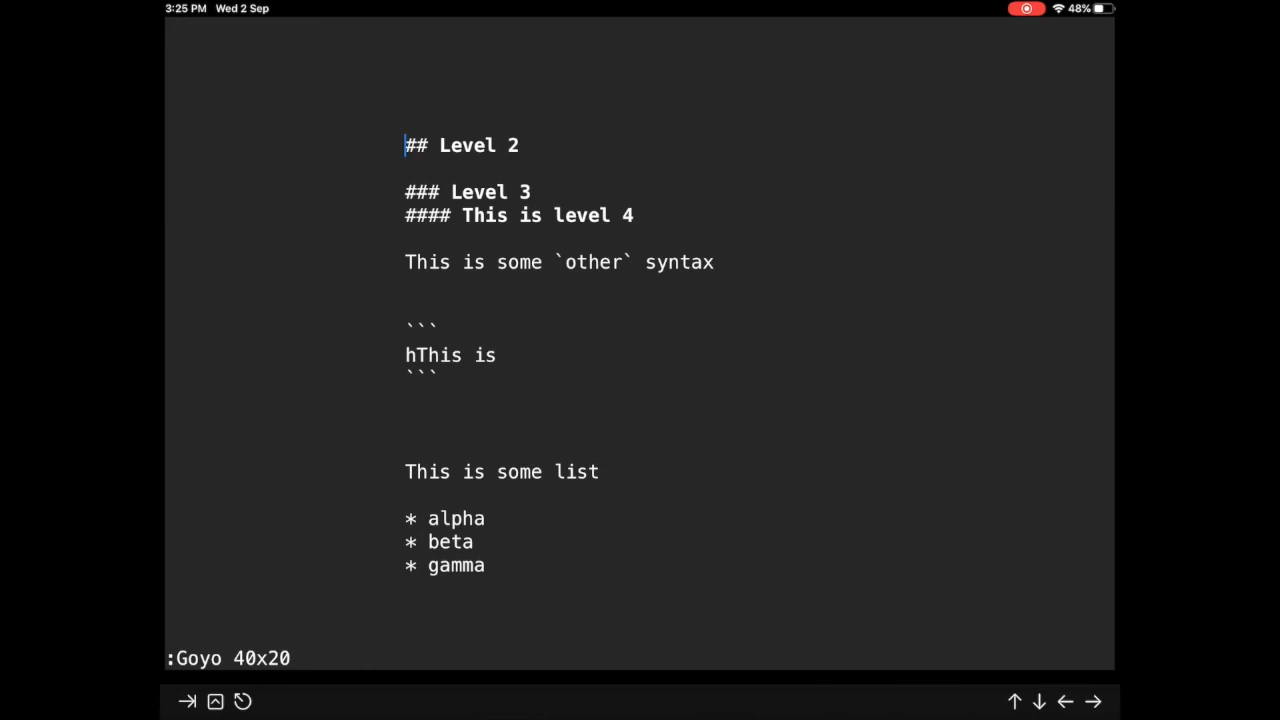 3:25 PM Wed 2 Sep 48%
## Level 2
### Level 3
#### This is level 4
This is some `other` syntax
```
hThis is
```
This is some list
* alpha
* beta
* gamma
:Goyo 40x20